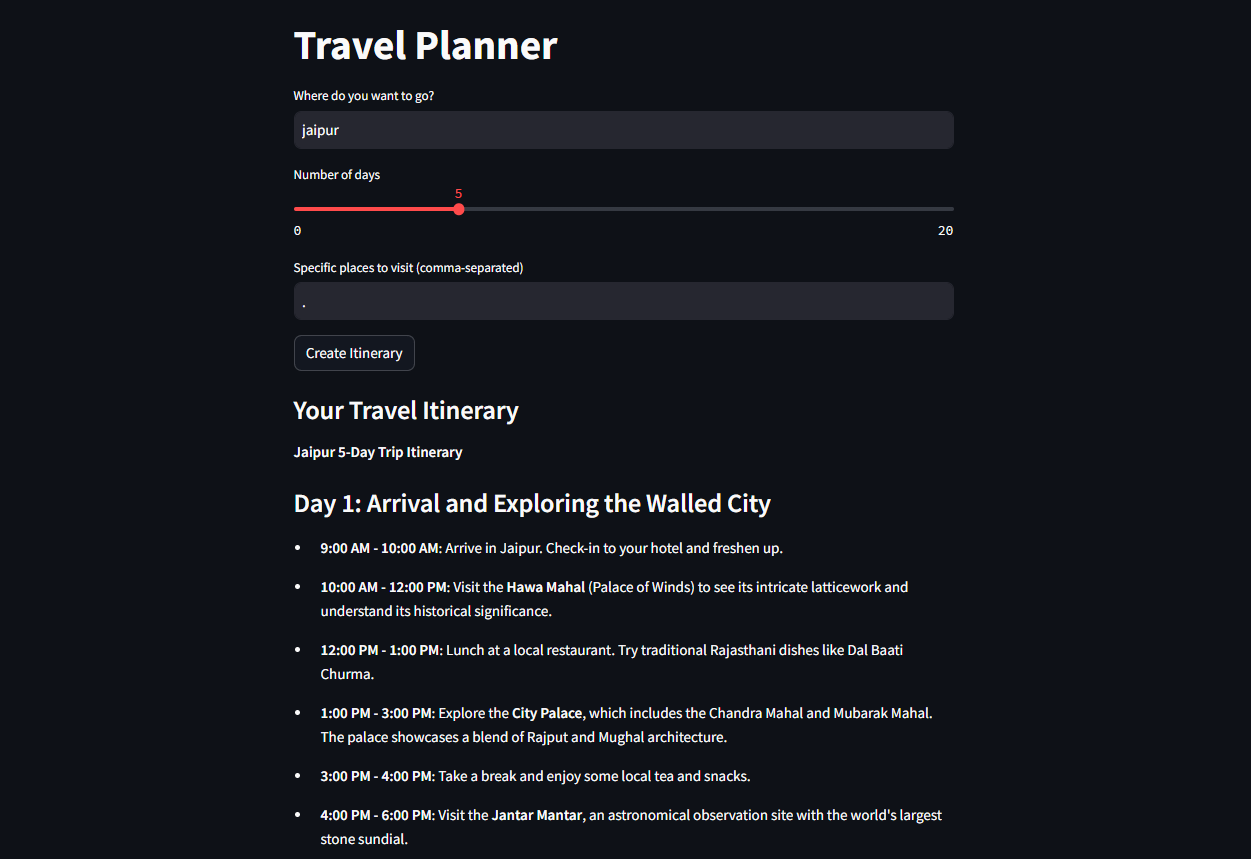 Travel Planner
Where do you want to go?
jaipur
Number of days
5
0 20
Specific places to visit (comma-separated)
.
Create Itinerary
Your Travel Itinerary
Jaipur 5-Day Trip Itinerary
Day 1: Arrival and Exploring the Walled City
• 9:00 AM - 10:00 AM: Arrive in Jaipur. Check-in to your hotel and freshen up.
• 10:00 AM - 12:00 PM: Visit the Hawa Mahal (Palace of Winds) to see its intricate latticework and
understand its historical significance.
• 12:00 PM - 1:00 PM: Lunch at a local restaurant. Try traditional Rajasthani dishes like Dal Baati
Churma.
• 1:00 PM - 3:00 PM: Explore the City Palace, which includes the Chandra Mahal and Mubarak Mahal.
The palace showcases a blend of Rajput and Mughal architecture.
• 3:00 PM - 4:00 PM: Take a break and enjoy some local tea and snacks.
• 4:00 PM - 6:00 PM: Visit the Jantar Mantar, an astronomical observation site with the world's largest
stone sundial.